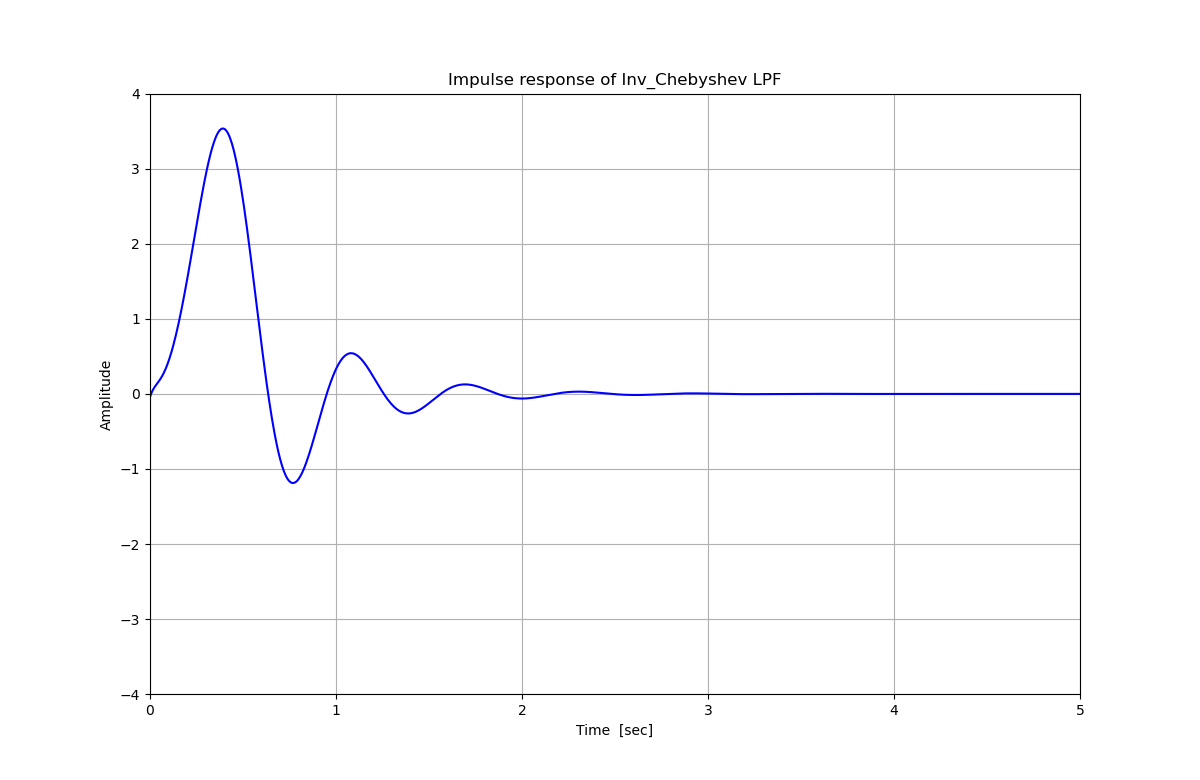 Impulse response of Inv_Chebyshev LPF
Amplitude
4
3
2
1
0
−1
−2
−3
−4
0 1 2 3 4 5
Time [sec]